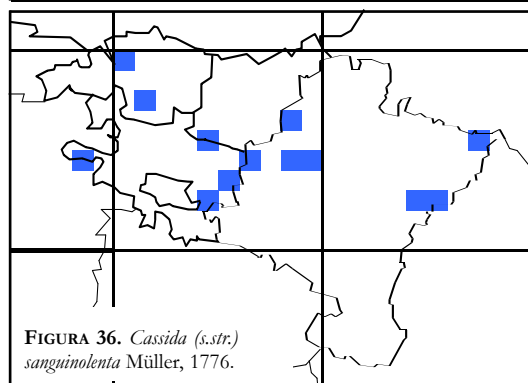 FIGURA 36. Cassida (s.str.)
sanguinolenta Müller, 1776.